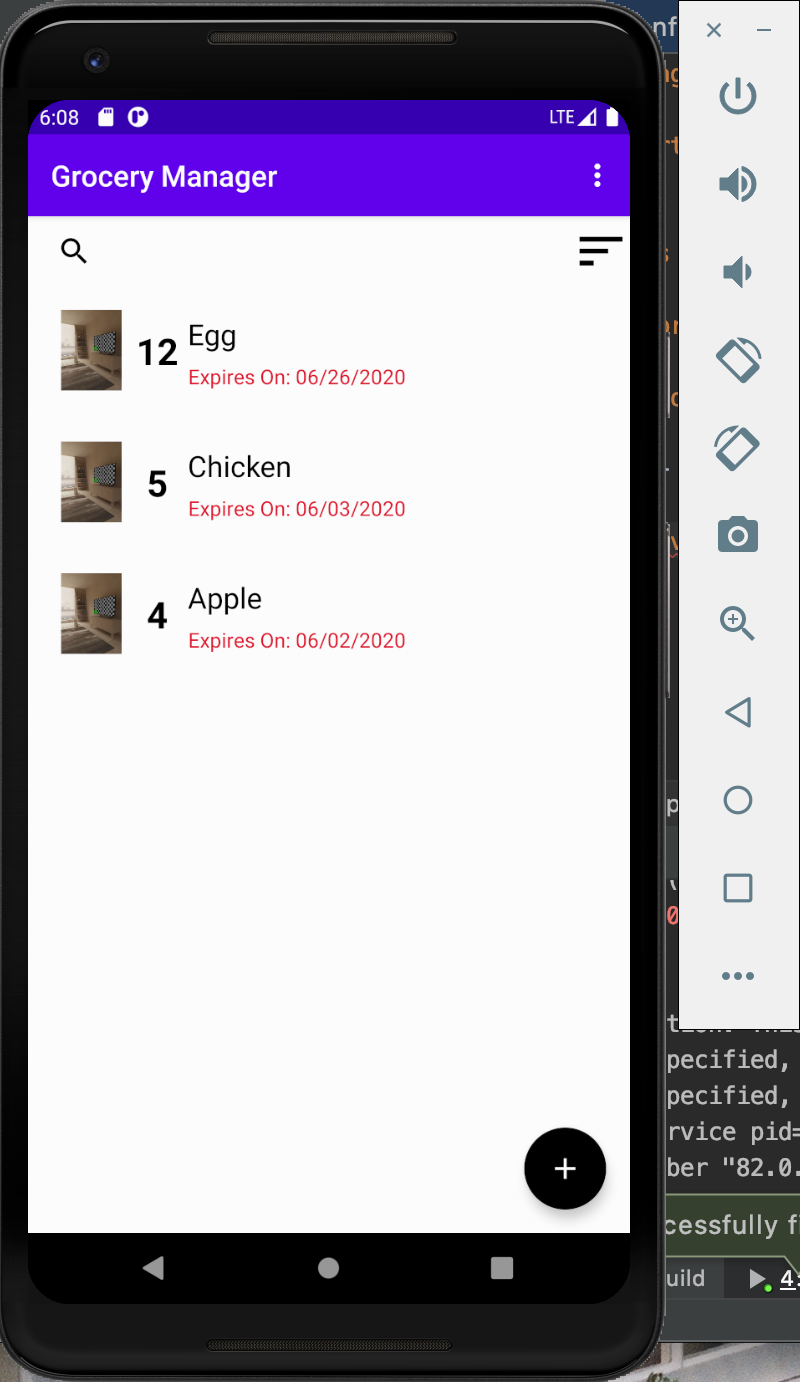 6:08 LTE
Grocery Manager
12 Egg
Expires On: 06/26/2020
5 Chicken
Expires On: 06/03/2020
4 Apple
Expires On: 06/02/2020
pecified,
pecified,
rvice pid=
ber "82.0.
cessfully fi
uild 4: